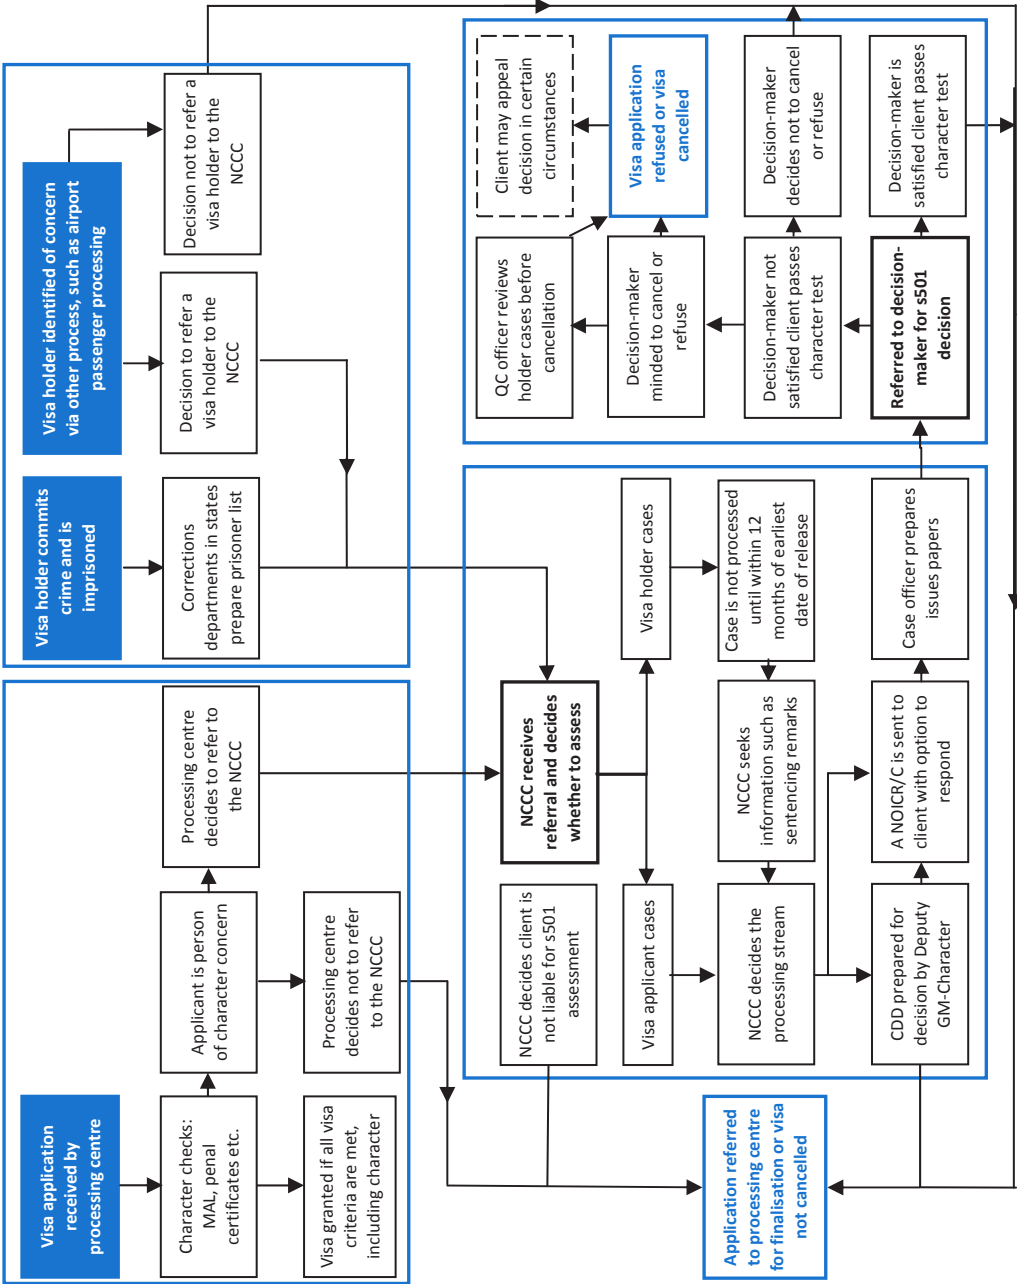 Visa application
received by
processing centre
Character checks:
MAL, penal
certificates etc.
Visa granted if all visa
criteria are met,
including character
Applicant is person
of character concern
Processing centre
decides not to refer
to the NCCC
Processing centre
decides to refer to
the NCCC
Visa holder commits
crime and is
imprisoned
Corrections
departments in states
prepare prisoner list
Visa holder identified of concern
via other process, such as airport
passenger processing
Decision to refer a
visa holder to the
NCCC
Decision not to refer a
visa holder to the
NCCC
NCCC decides client is
not liable for s501
assessment
NCCC receives
referral and decides
whether to assess
Visa applicant cases
Visa holder cases
NCCC decides the
processing stream
NCCC seeks
information such as
sentencing remarks
Case is not processed
until within 12
months of earliest
date of release
CDD prepared for
decision by Deputy
GM-Character
A NOICR/C is sent to
client with option to
respond
Case officer prepares
issues papers
Application referred
to processing centre
for finalisation or visa
not cancelled
QC officer reviews
holder cases before
cancellation
Client may appeal
decision in certain
circumstances
Decision-maker
minded to cancel or
refuse
Visa application
refused or visa
cancelled
Decision-maker not
satisfied client passes
character test
Decision-maker
decides not to cancel
or refuse
Referred to decision-
maker for s501
decision
Decision-maker is
satisfied client passes
character test